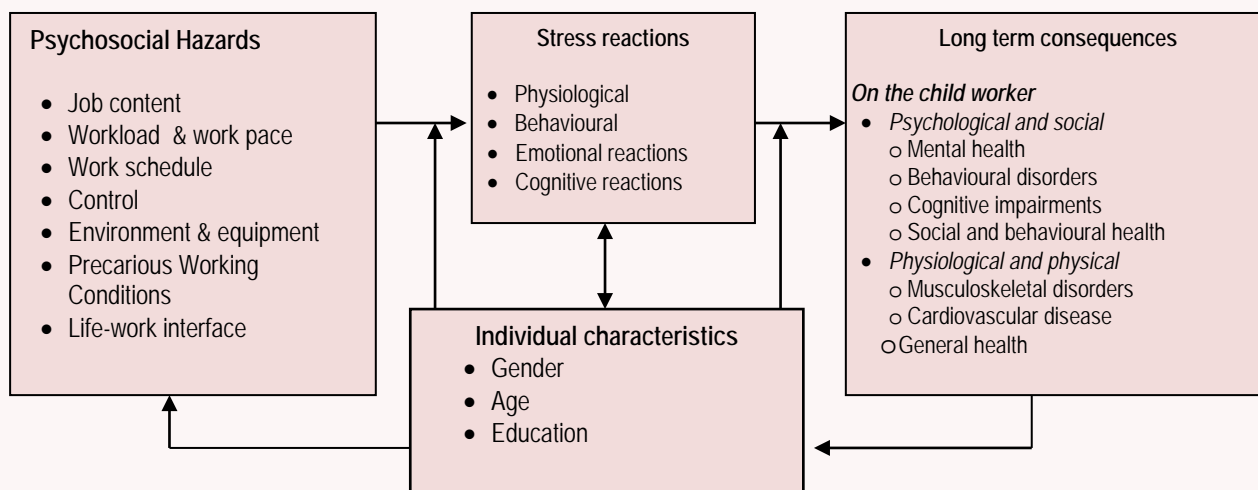 Psychosocial Hazards
• Job content
• Workload & work pace
• Work schedule
• Control
• Environment & equipment
• Precarious Working
Conditions
• Life-work interface
Stress reactions
• Physiological
• Behavioural
• Emotional reactions
• Cognitive reactions
Long term consequences
On the child worker
• Psychological and social
o Mental health
o Behavioural disorders
o Cognitive impairments
o Social and behavioural health
• Physiological and physical
o Musculoskeletal disorders
o Cardiovascular disease
o General health
Individual characteristics
• Gender
• Age
• Education